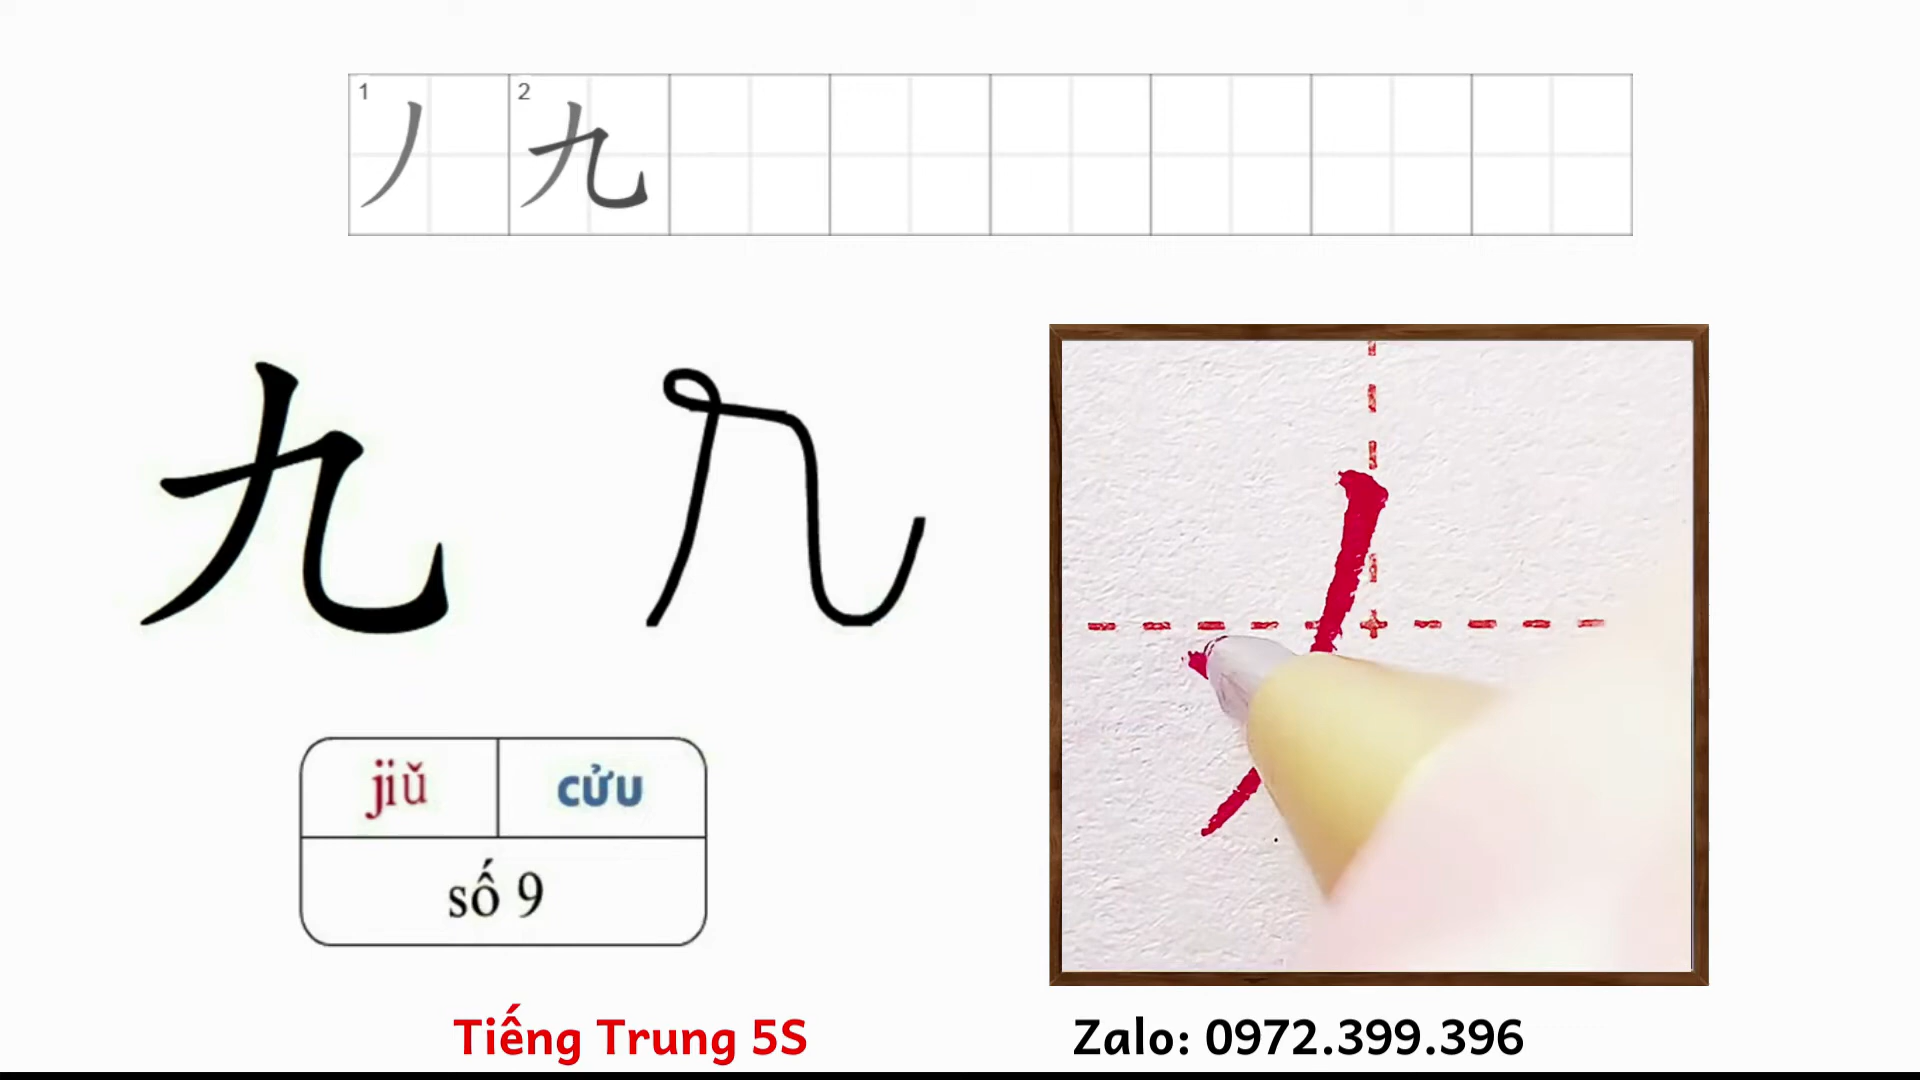 1 丿 2 九
九 九
jiǔ cửu
số 9
Tiếng Trung 5S Zalo: 0972.399.396